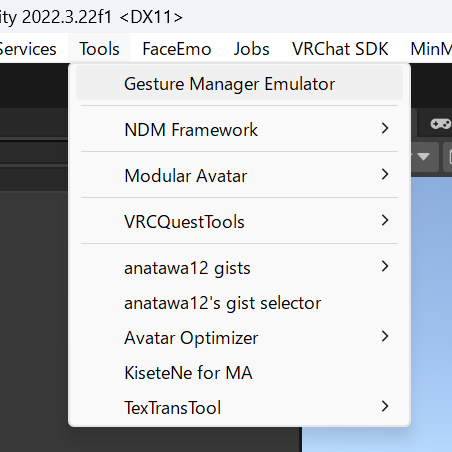 ity 2022.3.22f1 <DX11>
Services Tools FaceEmo Jobs VRChat SDK MinM
Gesture Manager Emulator
NDM Framework
Modular Avatar
VRCQuestTools
anatawa12 gists
anatawa12's gist selector
Avatar Optimizer
KiseteNe for MA
TexTransTool